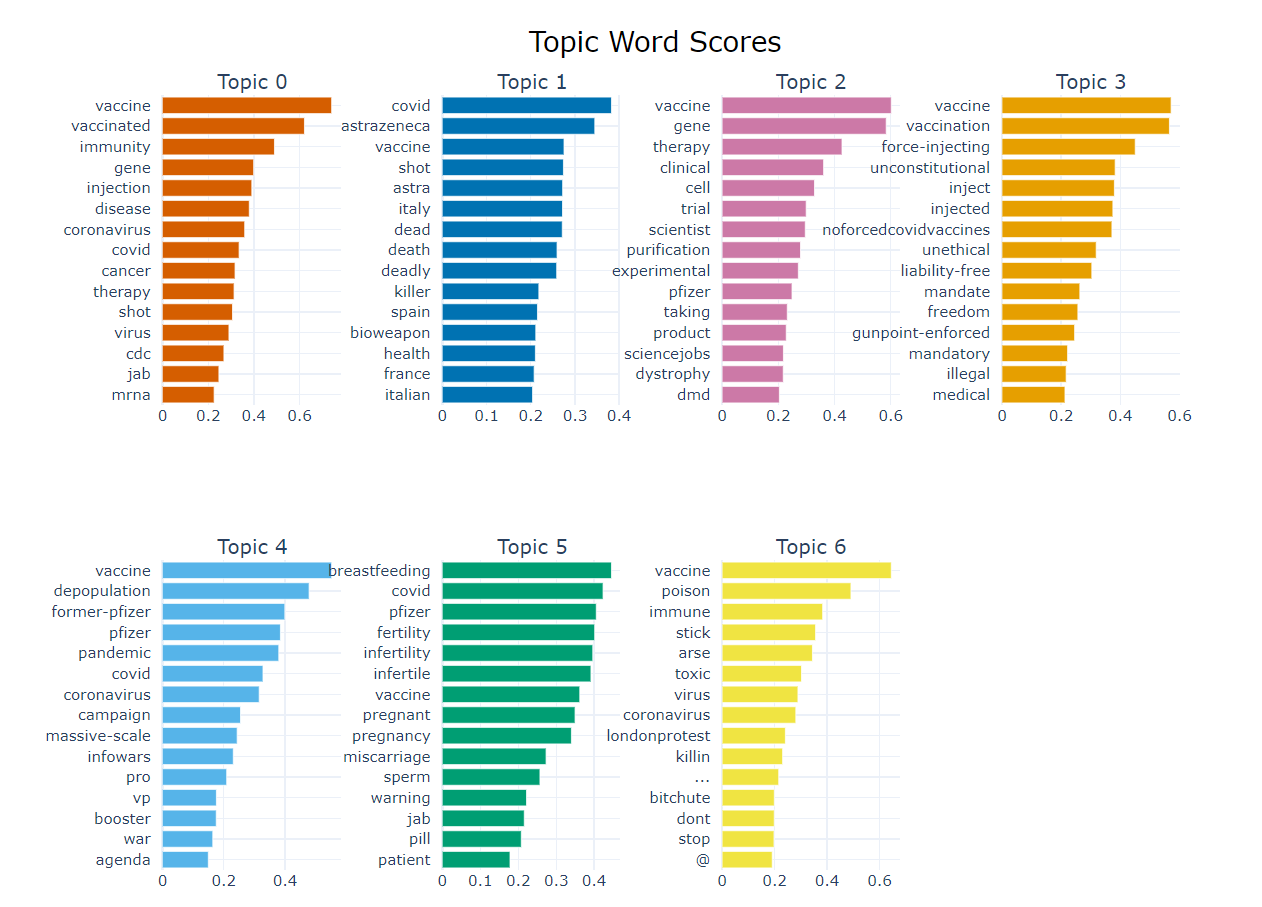 Topic Word Scores
Topic 0
vaccine
vaccinated
immunity
gene
injection
disease
coronavirus
covid
cancer
therapy
shot
virus
cdc
jab
mrna
0 0.2 0.4 0.6
Topic 1
covid
astrazeneca
vaccine
shot
astra
italy
dead
death
deadly
killer
spain
bioweapon
health
france
italian
0 0.1 0.2 0.3 0.4
Topic 2
vaccine
gene
therapy
clinical
cell
trial
scientist
purification
experimental
pfizer
taking
product
sciencejobs
dystrophy
dmd
0 0.2 0.4 0.6
Topic 3
vaccine
vaccination
force-injecting
unconstitutional
inject
injected
noforcedcovidvaccines
unethical
liability-free
mandate
freedom
gunpoint-enforced
mandatory
illegal
medical
0 0.2 0.4 0.6
Topic 4
vaccine
depopulation
former-pfizer
pfizer
pandemic
covid
coronavirus
campaign
massive-scale
infowars
pro
vp
booster
war
agenda
0 0.2 0.4
Topic 5
breastfeeding
covid
pfizer
fertility
infertility
infertile
vaccine
pregnant
pregnancy
miscarriage
sperm
warning
jab
pill
patient
0 0.1 0.2 0.3 0.4
Topic 6
vaccine
poison
immune
stick
arse
toxic
virus
coronavirus
londonprotest
killin
...
bitchute
dont
stop
@
0 0.2 0.4 0.6